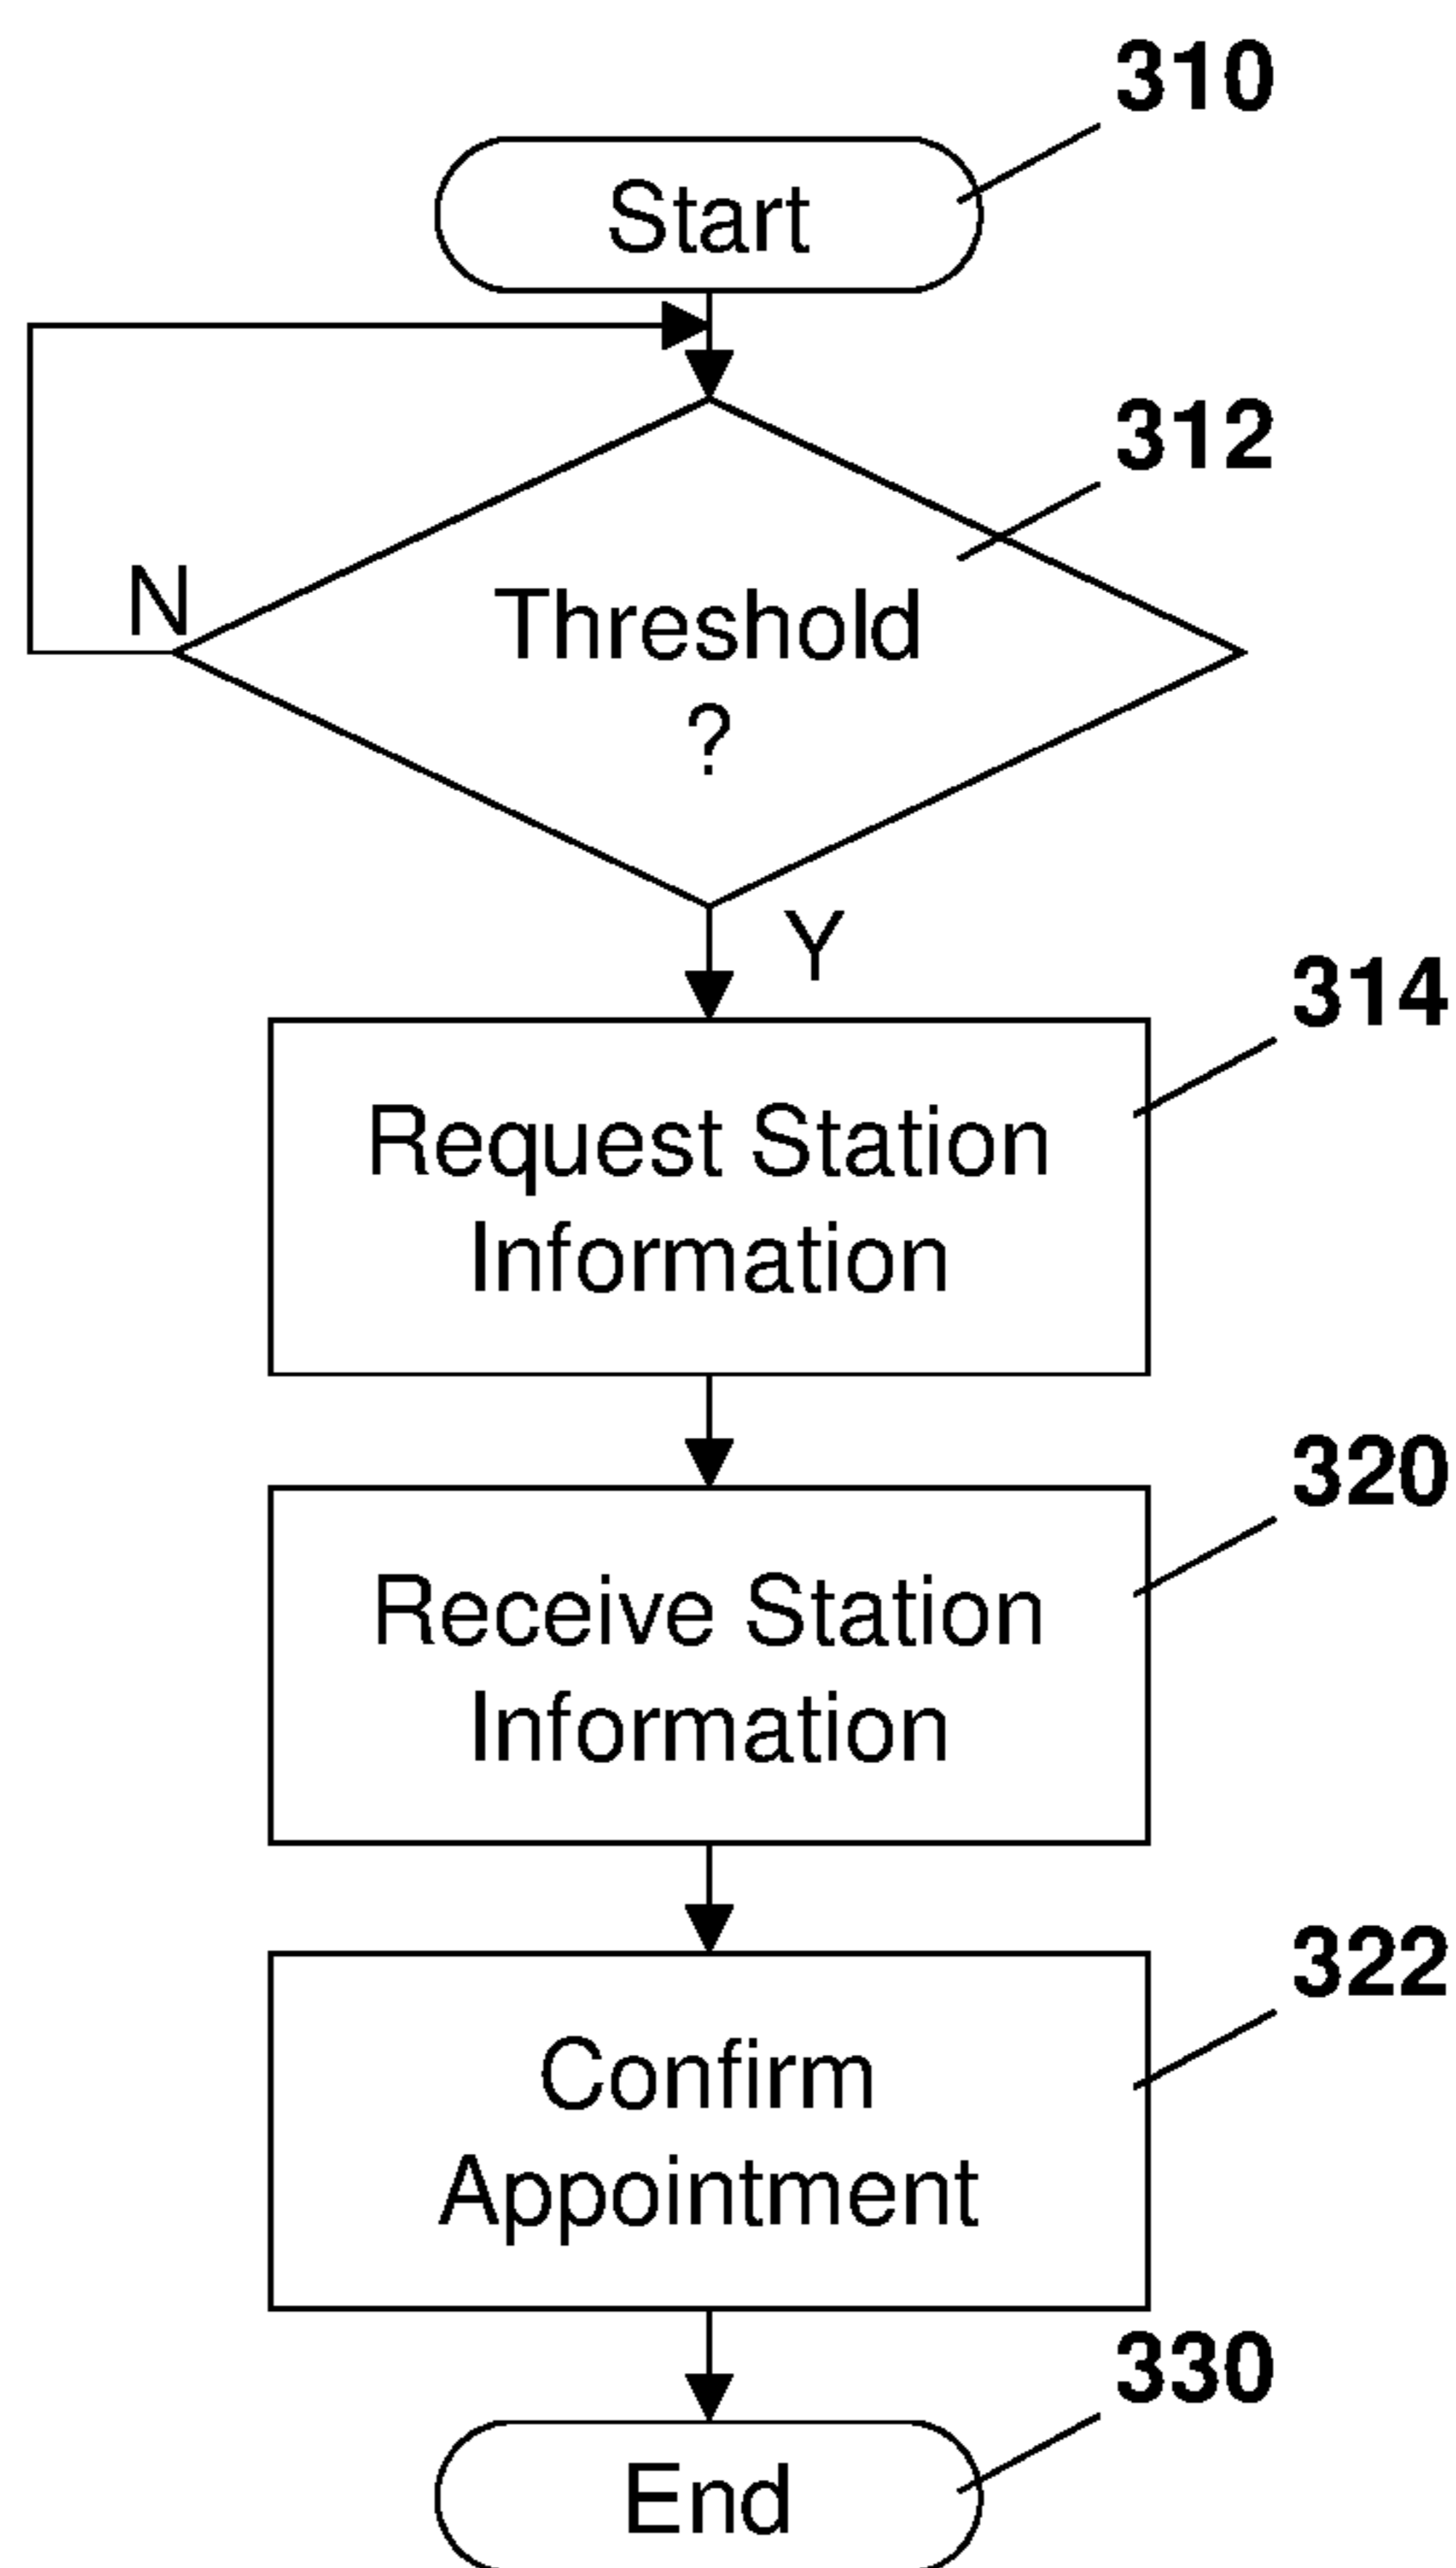 310
Start
312
N
Threshold
?
Y
314
Request Station
Information
320
Receive Station
Information
322
Confirm
Appointment
330
End